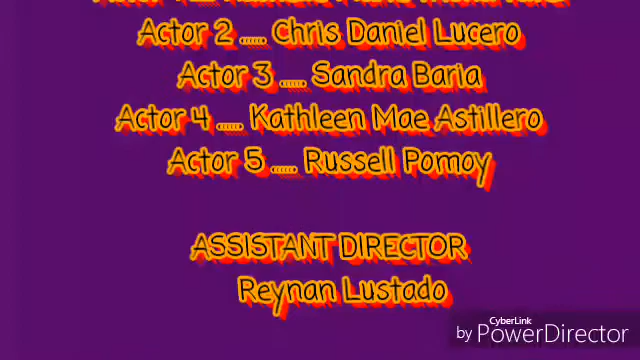 Actor 2 ...... Chris Daniel Lucero
Actor 3 ...... Sandra Baria
Actor 4 ...... Kathleen Mae Astillero
Actor 5 ...... Russell Pomoy
ASSISTANT DIRECTOR
Reynan Lustado
CyberLink
by PowerDirector